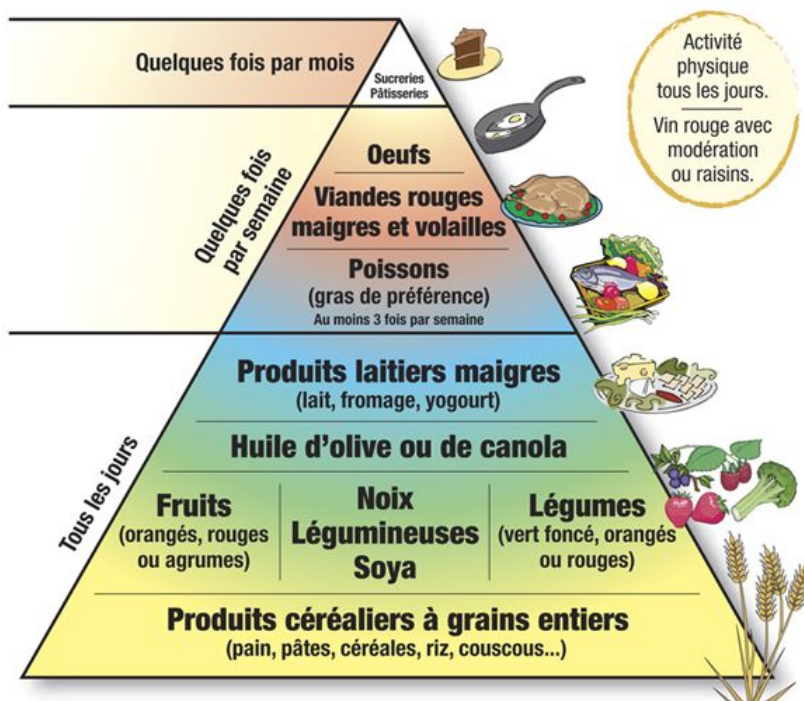 Quelques fois par mois
Sucreries
Pâtisseries
Activité
physique
tous les jours.
Vin rouge avec
modération
ou raisins.
Quelques fois
par semaine
Oeufs
Viandes rouges
maigres et volailles
Poissons
(gras de préférence)
Au moins 3 fois par semaine
Tous les jours
Produits laitiers maigres
(lait, fromage, yogourt)
Huile d’olive ou de canola
Fruits
(orangés, rouges
ou agrumes)
Noix
Légumineuses
Soya
Légumes
(vert foncé, orangés
ou rouges)
Produits céréaliers à grains entiers
(pain, pâtes, céréales, riz, couscous...)